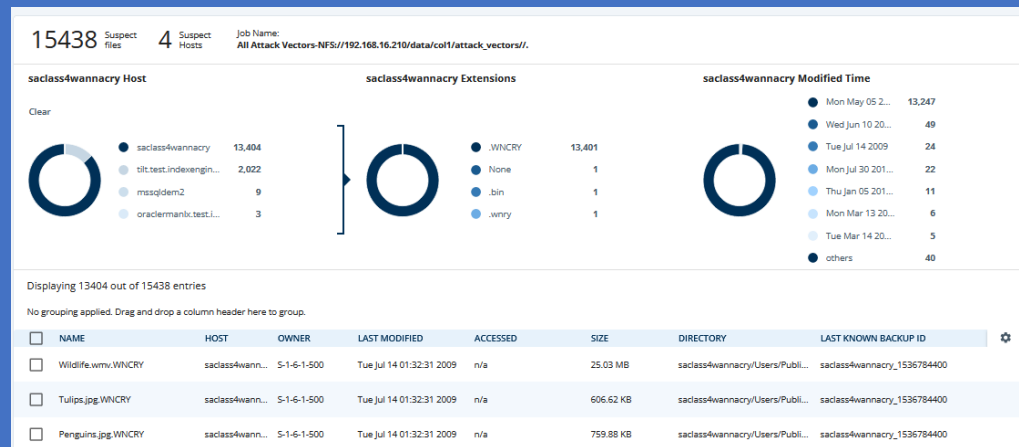 15438 Suspect files 4 Suspect Hosts Job Name:
All Attack Vectors-NFS://192.168.16.210/data/col1/attack_vectors//.
saclass4wannacry Host
Clear
saclass4wannacry 13,404
tilt.test.indexengin... 2,022
mssqldem2 9
oraclermanlx.test.i... 3
saclass4wannacry Extensions
.WNCRY 13,401
None 1
.bin 1
.wnry 1
saclass4wannacry Modified Time
Mon May 05 2... 13,247
Wed Jun 10 20... 49
Tue Jul 14 2009 24
Mon Jul 30 201... 22
Thu Jan 05 201... 11
Mon Mar 13 20... 6
Tue Mar 14 20... 5
others 40
Displaying 13404 out of 15438 entries
No grouping applied. Drag and drop a column header here to group.
NAME HOST OWNER LAST MODIFIED ACCESSED SIZE DIRECTORY LAST KNOWN BACKUP ID
Wildlife.wmv.WNCRY saclass4wann... S-1-6-1-500 Tue Jul 14 01:32:31 2009 n/a 25.03 MB saclass4wannacry/Users/Publi... saclass4wannacry_1536784400
Tulips.jpg.WNCRY saclass4wann... S-1-6-1-500 Tue Jul 14 01:32:31 2009 n/a 606.62 KB saclass4wannacry/Users/Publi... saclass4wannacry_1536784400
Penguins.jpg.WNCRY saclass4wann... S-1-6-1-500 Tue Jul 14 01:32:31 2009 n/a 759.88 KB saclass4wannacry/Users/Publi... saclass4wannacry_1536784400